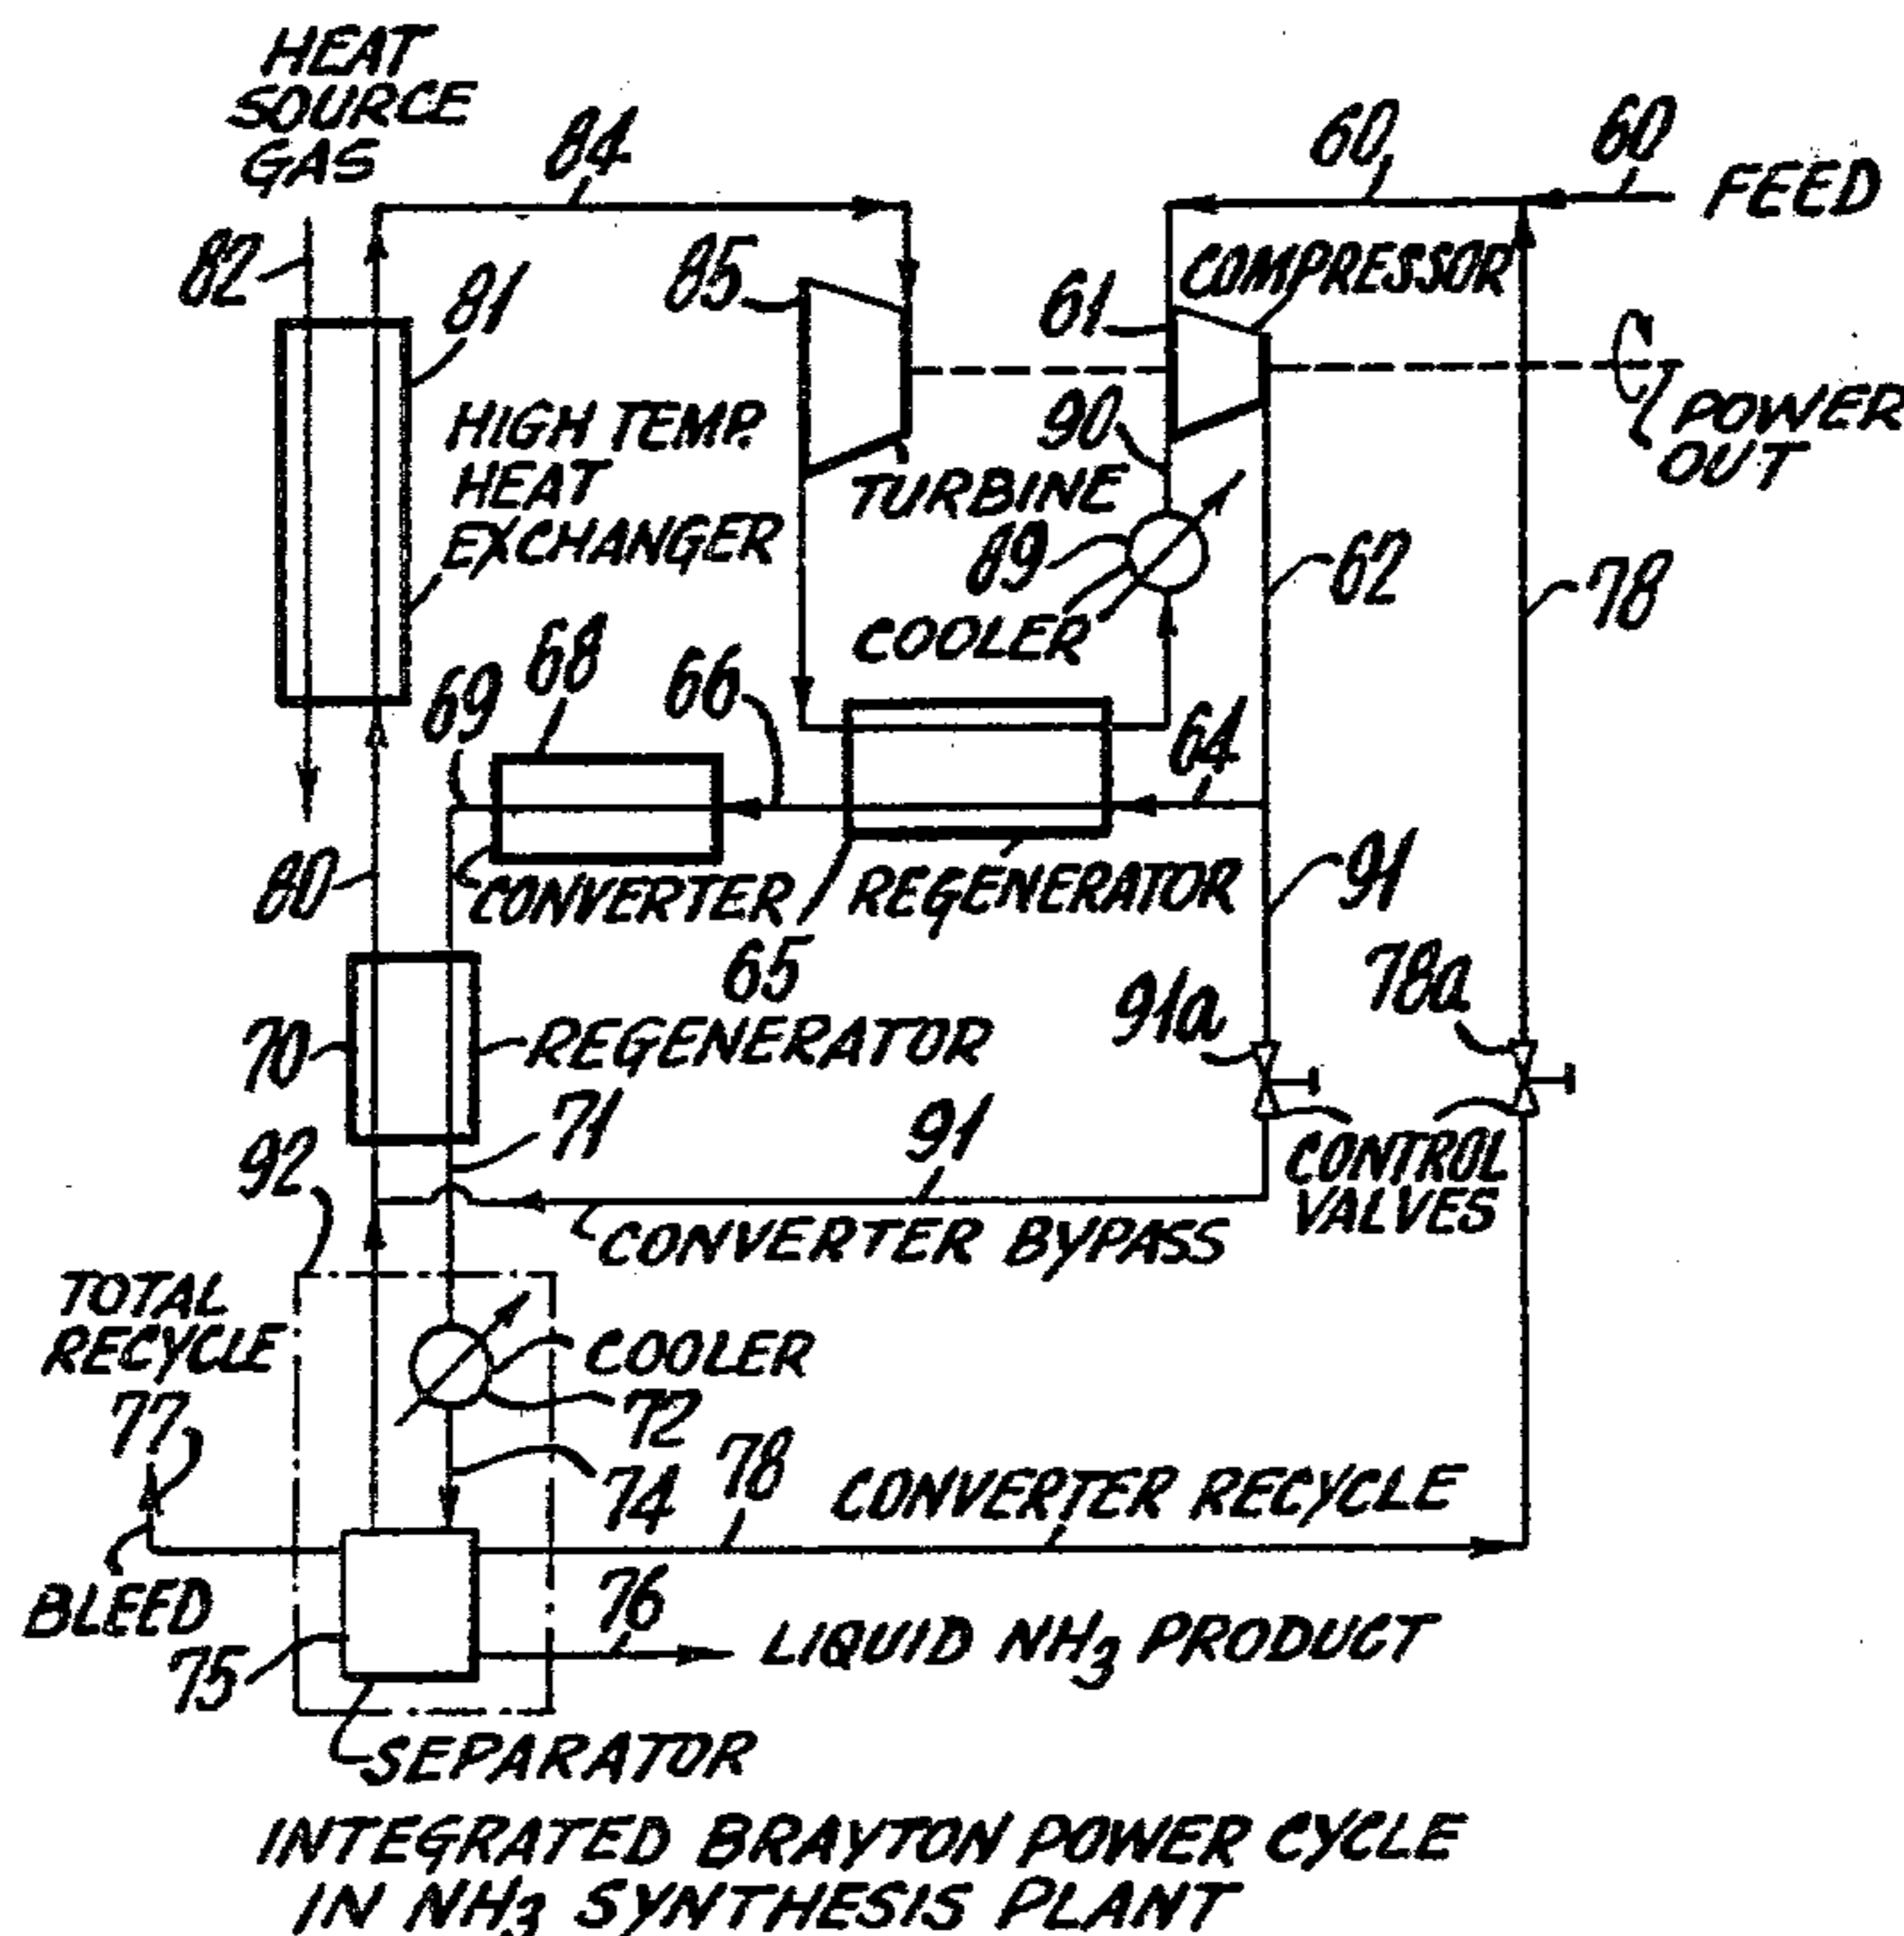 HEAT
SOURCE
GAS
84
60
60
FEED
82
81
85
61
COMPRESSOR
HIGH TEMP.
HEAT
EXCHANGER
90
TURBINE
POWER
OUT
89
62
78
COOLER
69
68
66
64
80
CONVERTER
REGENERATOR
91
65
91a
78a
70
REGENERATOR
92
71
91
CONTROL
VALVES
CONVERTER BYPASS
TOTAL
RECYCLE
COOLER
77
72
74
78
CONVERTER RECYCLE
BLEED
76
75
LIQUID NH3 PRODUCT
SEPARATOR
INTEGRATED BRAYTON POWER CYCLE
IN NH3 SYNTHESIS PLANT